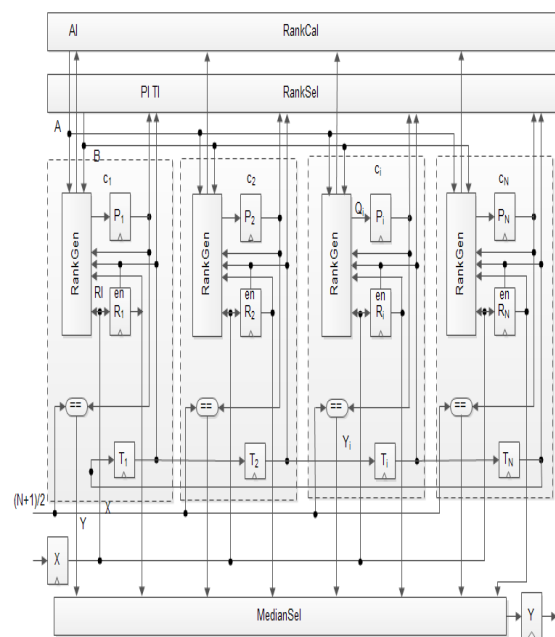 AI RankCal
PI TI RankSel
A
B
c1 c2 ci cN
RankGen P1 RankGen P2 RankGen Qi Pi RankGen PN
RI en R1 R2 en Ri en RN
== == == ==
Yi
T1 T2 Ti TN
(N+1)/2 X
Y
X
MedianSel Y